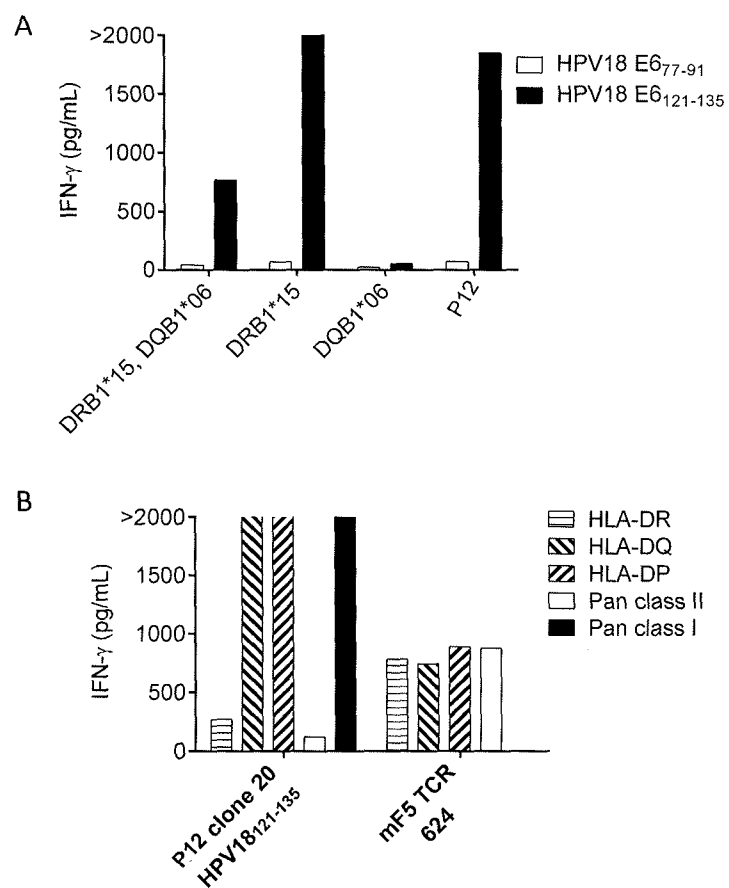 A
>2000
1500
1000
500
0
IFN-γ (pg/mL)
HPV18 E6₇₇₋₉₁
HPV18 E6₁₂₁₋₁₃₅
DRB1*15, DQB1*06
DRB1*15
DQB1*06
P12
B
>2000
1500
1000
500
0
IFN-γ (pg/mL)
HLA-DR
HLA-DQ
HLA-DP
Pan class II
Pan class I
P12 clone 20
HPV18₁₂₁₋₁₃₅
mF5 TCR
624